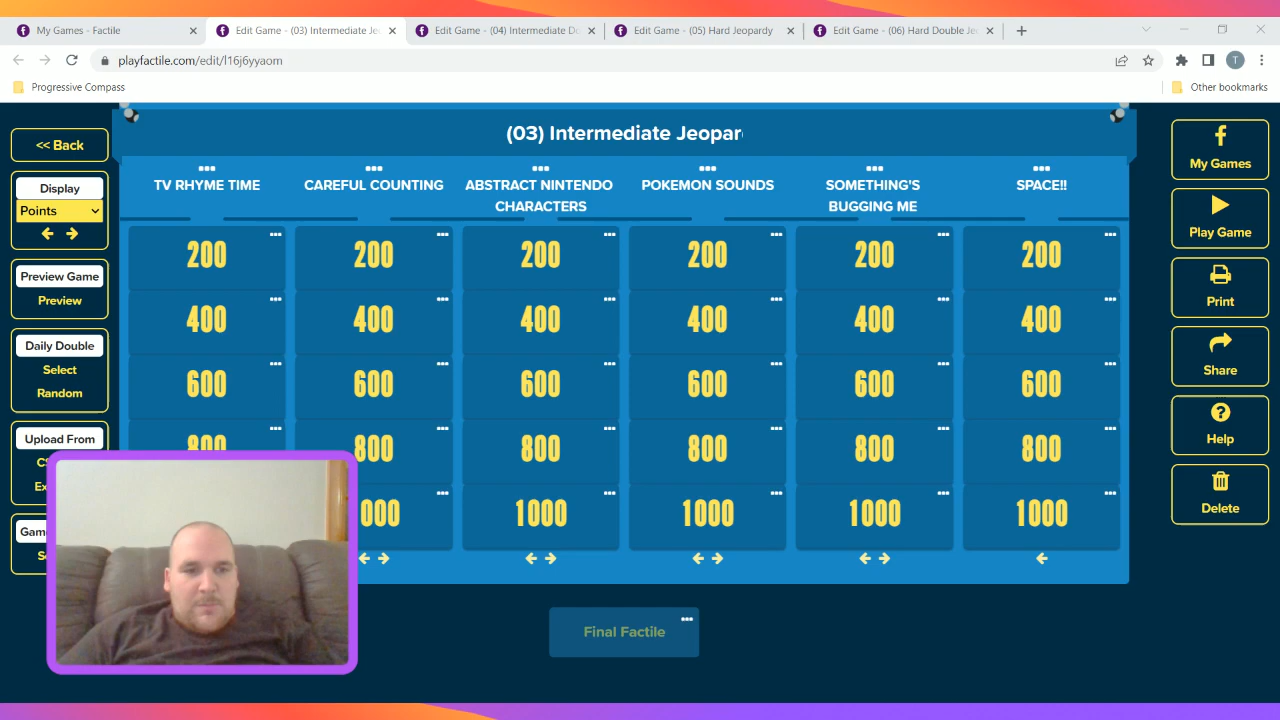 My Games - Factile
Edit Game - (03) Intermediate Je
Edit Game - (04) Intermediate D
Edit Game - (05) Hard Jeopardy
Edit Game - (06) Hard Double Je
playfactile.com/edit/l16j6yyaom
T
Progressive Compass
Other bookmarks
<< Back
(03) Intermediate Jeopar
My Games
Display
Points
TV RHYME TIME
CAREFUL COUNTING
ABSTRACT NINTENDO
CHARACTERS
POKEMON SOUNDS
SOMETHING'S
BUGGING ME
SPACE!!
Play Game
200 200 200 200 200 200
Preview Game
Preview
Print
400 400 400 400 400 400
Daily Double
Select
Random
Share
600 600 600 600 600 600
Upload From
Help
800 800 800 800 800 800
Delete
000 1000 1000 1000 1000
Final Factile